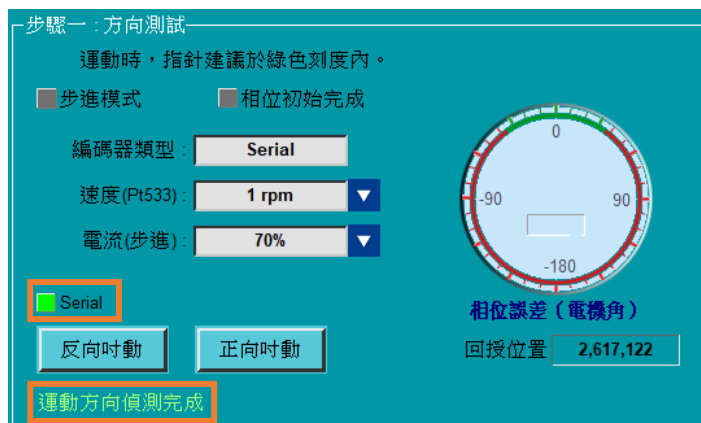 步驟一 : 方向測試
運動時，指針建議於綠色刻度內。
步進模式
相位初始完成
編碼器類型 : Serial
速度(Pt533) : 1 rpm
電流(步進) : 70%
Serial
反向吋動
正向吋動
運動方向偵測完成
0
-90
90
-180
相位誤差（電機角）
回授位置 2,617,122